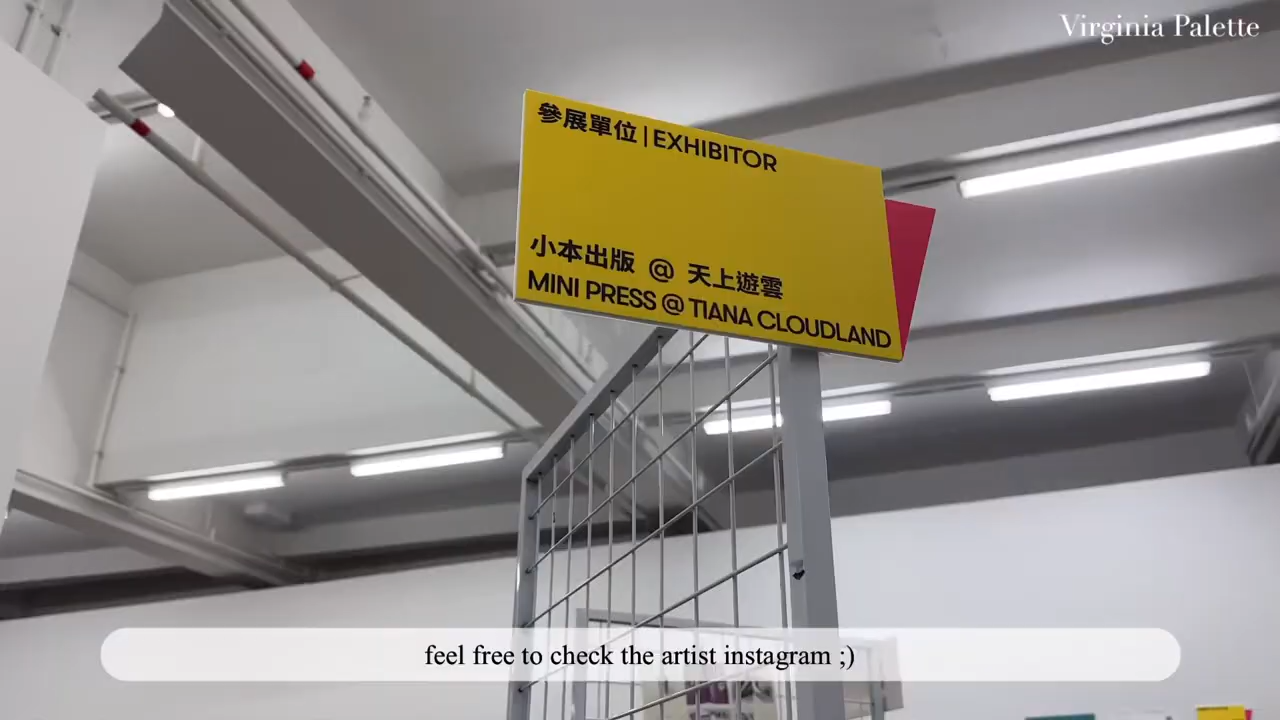 Virginia Palette
參展單位 | EXHIBITOR
小本出版 @ 天上遊雲
MINI PRESS @ TIANA CLOUDLAND
feel free to check the artist instagram ;)